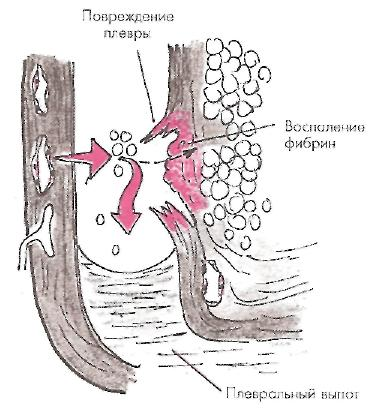 Повреждение
плевры
Воспаление
фибрин
Плевральный выпот